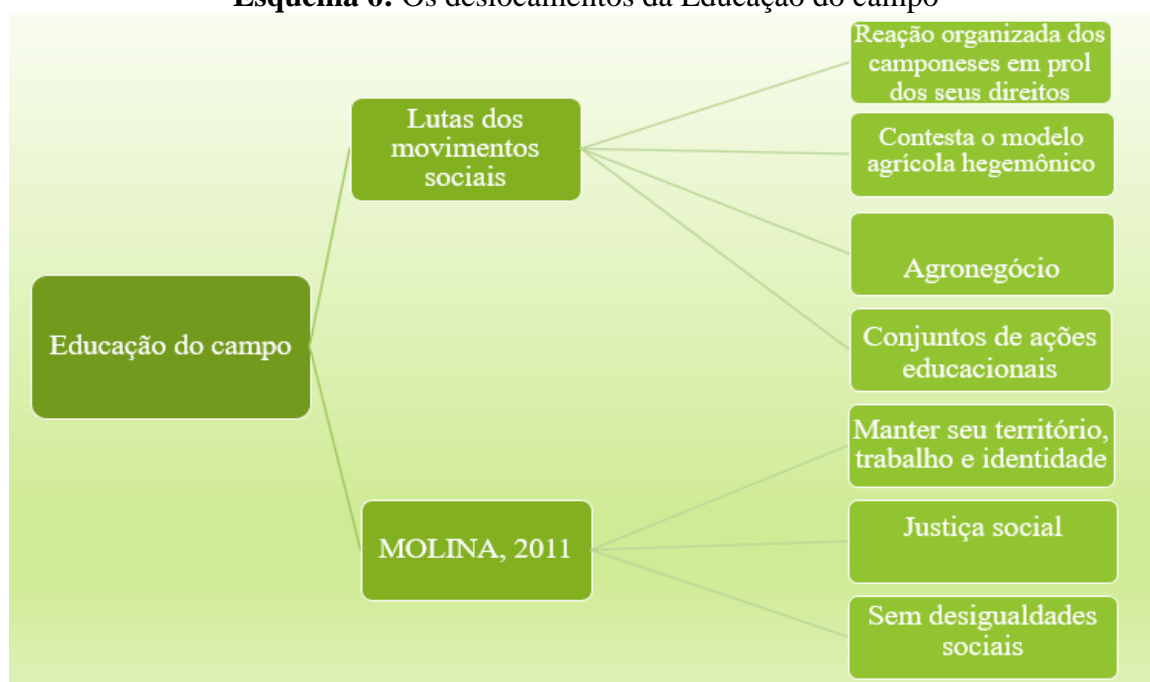 Esquema 6: Os deslocamentos da Educação do campo
Educação do campo
Lutas dos
movimentos
sociais
Reação organizada dos
camponeses em prol
dos seus direitos
Contesta o modelo
agrícola hegemônico
Agronegócio
Conjuntos de ações
educacionais
MOLINA, 2011
Manter seu território,
trabalho e identidade
Justiça social
Sem desigualdades
sociais